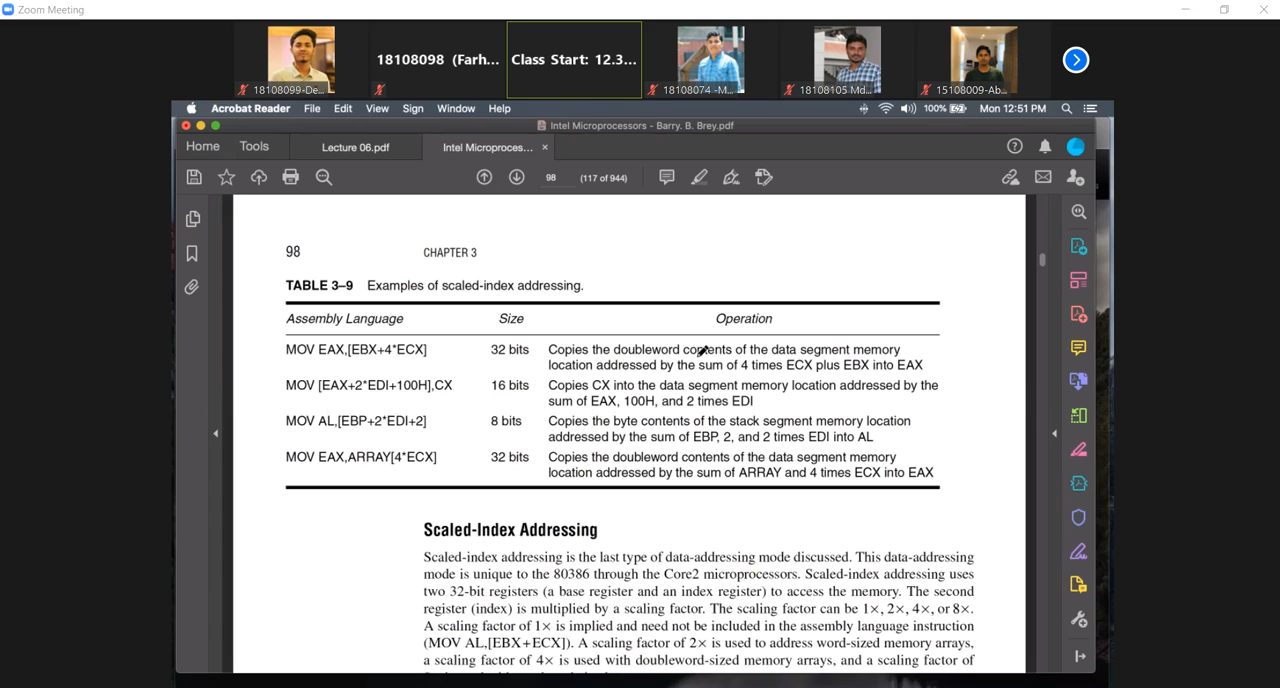 Zoom Meeting
18108098 (Farh...
Class Start: 12.3...
18108099-De...
18108074 -M...
18108105 Md...
15108009-Ab...
Acrobat Reader File Edit View Sign Window Help
100% Mon 12:51 PM
Intel Microprocessors - Barry. B. Brey.pdf
Home Tools Lecture 06.pdf Intel Microproces... ×
98 (117 of 944)
98 CHAPTER 3
TABLE 3–9 Examples of scaled-index addressing.
Assembly Language Size Operation
MOV EAX,[EBX+4*ECX] 32 bits Copies the doubleword contents of the data segment memory
location addressed by the sum of 4 times ECX plus EBX into EAX
MOV [EAX+2*EDI+100H],CX 16 bits Copies CX into the data segment memory location addressed by the
sum of EAX, 100H, and 2 times EDI
MOV AL,[EBP+2*EDI+2] 8 bits Copies the byte contents of the stack segment memory location
addressed by the sum of EBP, 2, and 2 times EDI into AL
MOV EAX,ARRAY[4*ECX] 32 bits Copies the doubleword contents of the data segment memory
location addressed by the sum of ARRAY and 4 times ECX into EAX
Scaled-Index Addressing
Scaled-index addressing is the last type of data-addressing mode discussed. This data-addressing
mode is unique to the 80386 through the Core2 microprocessors. Scaled-index addressing uses
two 32-bit registers (a base register and an index register) to access the memory. The second
register (index) is multiplied by a scaling factor. The scaling factor can be 1×, 2×, 4×, or 8×.
A scaling factor of 1× is implied and need not be included in the assembly language instruction
(MOV AL,[EBX+ECX]). A scaling factor of 2× is used to address word-sized memory arrays,
a scaling factor of 4× is used with doubleword-sized memory arrays, and a scaling factor of